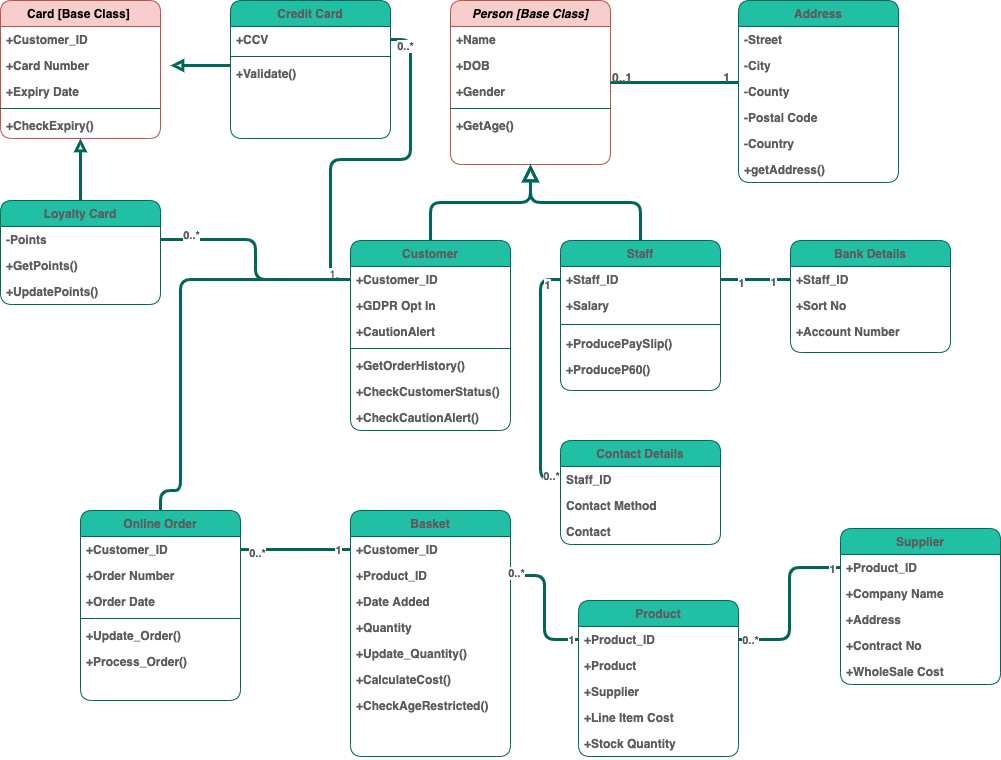 Card [Base Class]
+Customer_ID
+Card Number
+Expiry Date
+CheckExpiry()
Credit Card
+CCV
+Validate()
0..*
Person [Base Class]
+Name
+DOB
+Gender
+GetAge()
0..1
1
Address
-Street
-City
-County
-Postal Code
-Country
+getAddress()
Loyalty Card
-Points
+GetPoints()
+UpdatePoints()
0..*
1
Customer
+Customer_ID
+GDPR Opt In
+CautionAlert
+GetOrderHistory()
+CheckCustomerStatus()
+CheckCautionAlert()
Staff
+Staff_ID
+Salary
+ProducePaySlip()
+ProduceP60()
1
1
1
Bank Details
+Staff_ID
+Sort No
+Account Number
0..*
Contact Details
Staff_ID
Contact Method
Contact
Online Order
+Customer_ID
+Order Number
+Order Date
+Update_Order()
+Process_Order()
0..*
1
Basket
+Customer_ID
+Product_ID
+Date Added
+Quantity
+Update_Quantity()
+CalculateCost()
+CheckAgeRestricted()
0..*
1
Product
+Product_ID
+Product
+Supplier
+Line Item Cost
+Stock Quantity
0..*
1
Supplier
+Product_ID
+Company Name
+Address
+Contract No
+WholeSale Cost